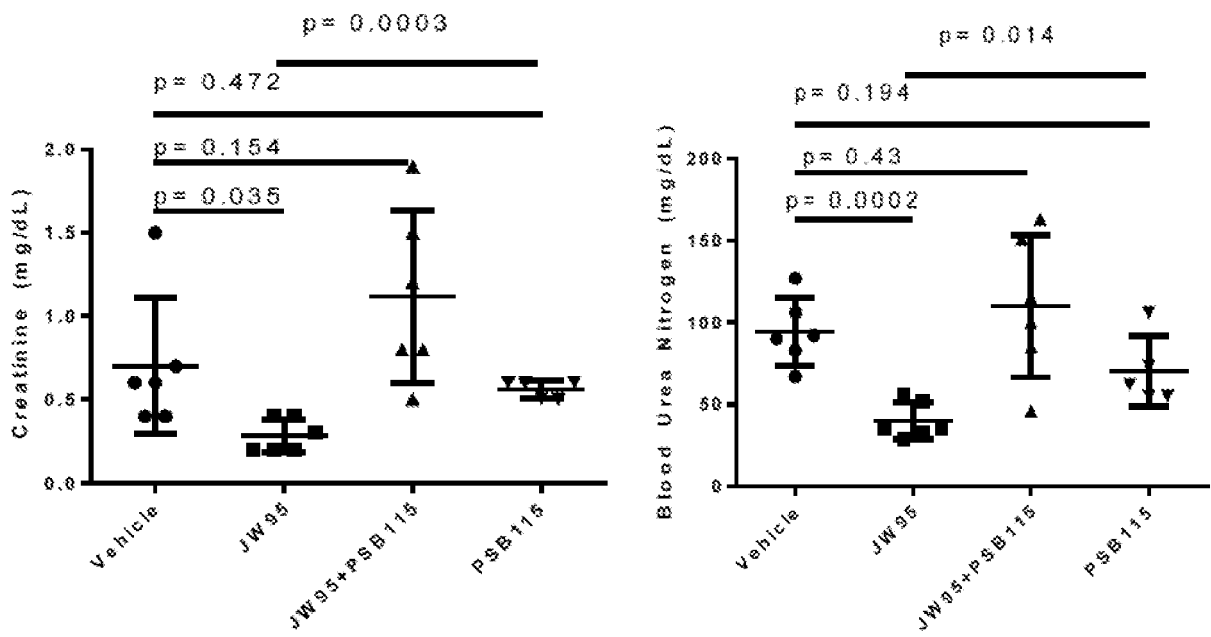 p= 0.0003
p= 0.472
p= 0.154
p= 0.035
Creatinine (mg/dL)
2.0
1.5
1.0
0.5
0.0
Vehicle
JW95
JW95+PSB115
PSB115
p= 0.014
p= 0.194
p= 0.43
p= 0.0002
Blood Urea Nitrogen (mg/dL)
200
150
100
50
0
Vehicle
JW95
JW95+PSB115
PSB115